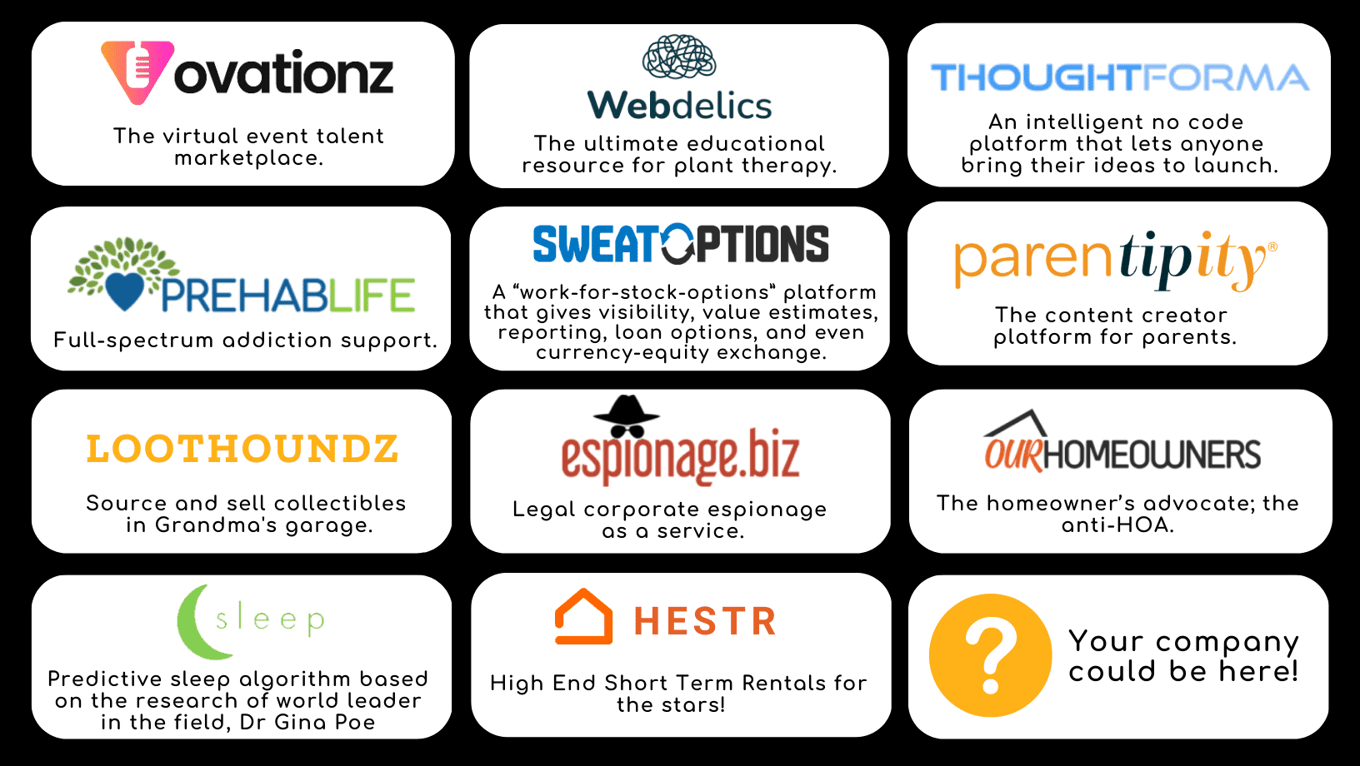 ovationz
The virtual event talent
marketplace.
Webdelics
The ultimate educational
resource for plant therapy.
THOUGHTFORMA
An intelligent no code
platform that lets anyone
bring their ideas to launch.
PREHABLIFE
Full-spectrum addiction support.
SWEATOPTIONS
A “work-for-stock-options” platform
that gives visibility, value estimates,
reporting, loan options, and even
currency-equity exchange.
parentipity®
The content creator
platform for parents.
LOOTHOUNDZ
Source and sell collectibles
in Grandma's garage.
espionage.biz
Legal corporate espionage
as a service.
OURHOMEOWNERS
The homeowner’s advocate; the
anti-HOA.
sleep
Predictive sleep algorithm based
on the research of world leader
in the field, Dr Gina Poe
HESTR
High End Short Term Rentals for
the stars!
?
Your company
could be here!